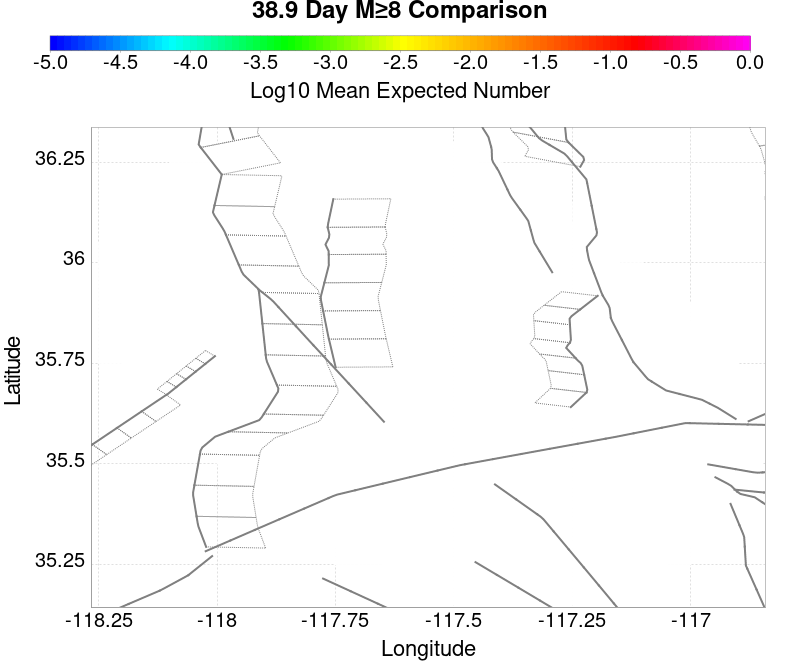 38.9 Day M≥8 Comparison
-5.0 -4.5 -4.0 -3.5 -3.0 -2.5 -2.0 -1.5 -1.0 -0.5 0.0
Log10 Mean Expected Number
36.25
36
35.75
35.5
35.25
Latitude
-118.25 -118 -117.75 -117.5 -117.25 -117
Longitude